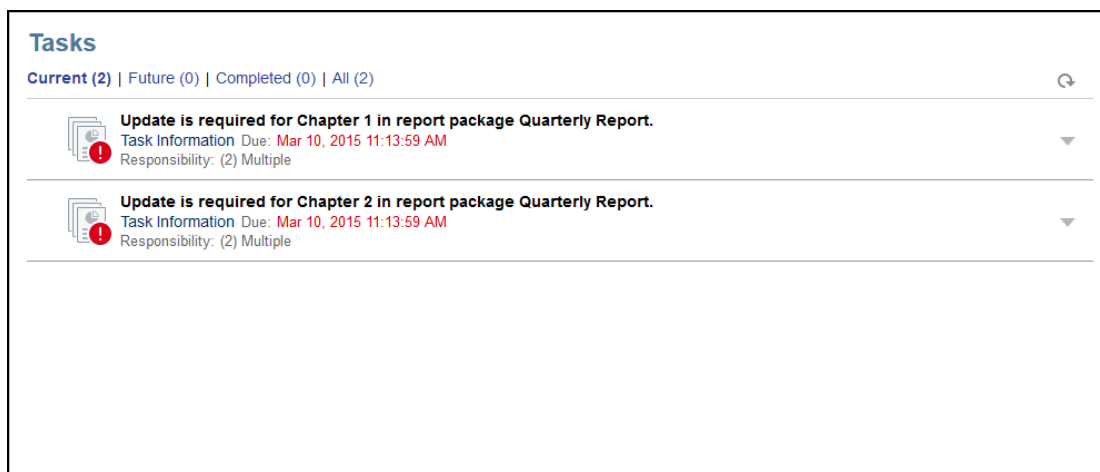 Tasks
Current (2) | Future (0) | Completed (0) | All (2)
Update is required for Chapter 1 in report package Quarterly Report.
Task Information Due: Mar 10, 2015 11:13:59 AM
Responsibility: (2) Multiple
Update is required for Chapter 2 in report package Quarterly Report.
Task Information Due: Mar 10, 2015 11:13:59 AM
Responsibility: (2) Multiple